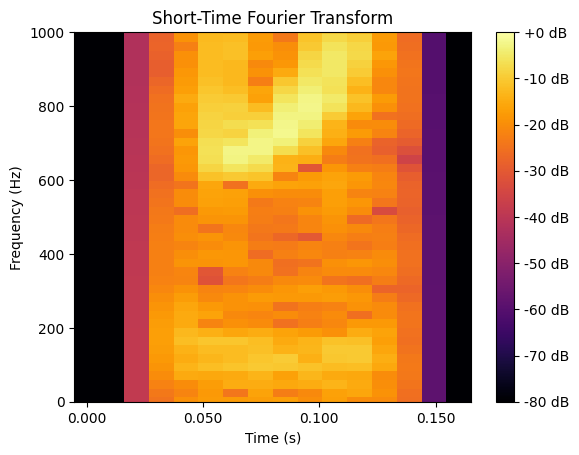 Short-Time Fourier Transform
Frequency (Hz)
1000
800
600
400
200
0
0.000
0.050
0.100
0.150
Time (s)
+0 dB
-10 dB
-20 dB
-30 dB
-40 dB
-50 dB
-60 dB
-70 dB
-80 dB